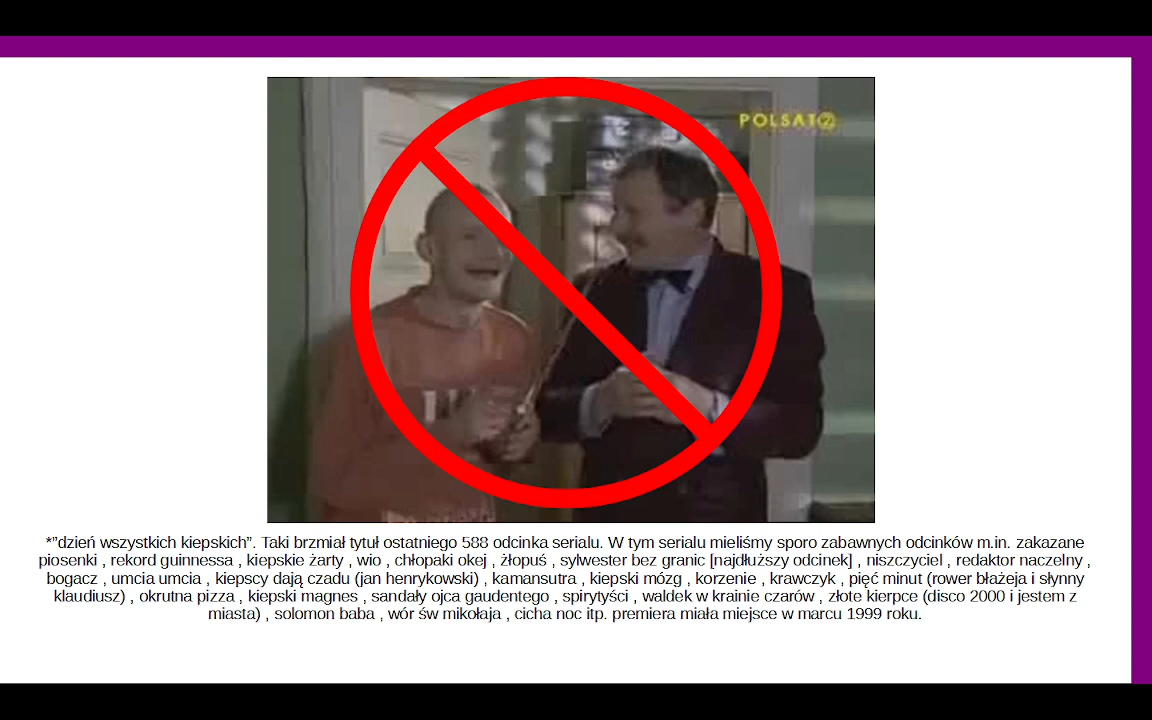 POLSAT2
*”dzień wszystkich kiepskich”. Taki brzmiał tytuł ostatniego 588 odcinka serialu. W tym serialu mieliśmy sporo zabawnych odcinków m.in. zakazane
piosenki , rekord guinnessa , kiepskie żarty , wio , chłopaki okej , żłopuś , sylwester bez granic [najdłuższy odcinek] , niszczyciel , redaktor naczelny ,
bogacz , umcia umcia , kiepscy dają czadu (jan henrykowski) , kamansutra , kiepski mózg , korzenie , krawczyk , pięć minut (rower błażeja i słynny
klaudiusz) , okrutna pizza , kiepski magnes , sandały ojca gaudentego , spirytyści , waldek w krainie czarów , złote kierpce (disco 2000 i jestem z
miasta) , solomon baba , wór św mikołaja , cicha noc itp. premiera miała miejsce w marcu 1999 roku.